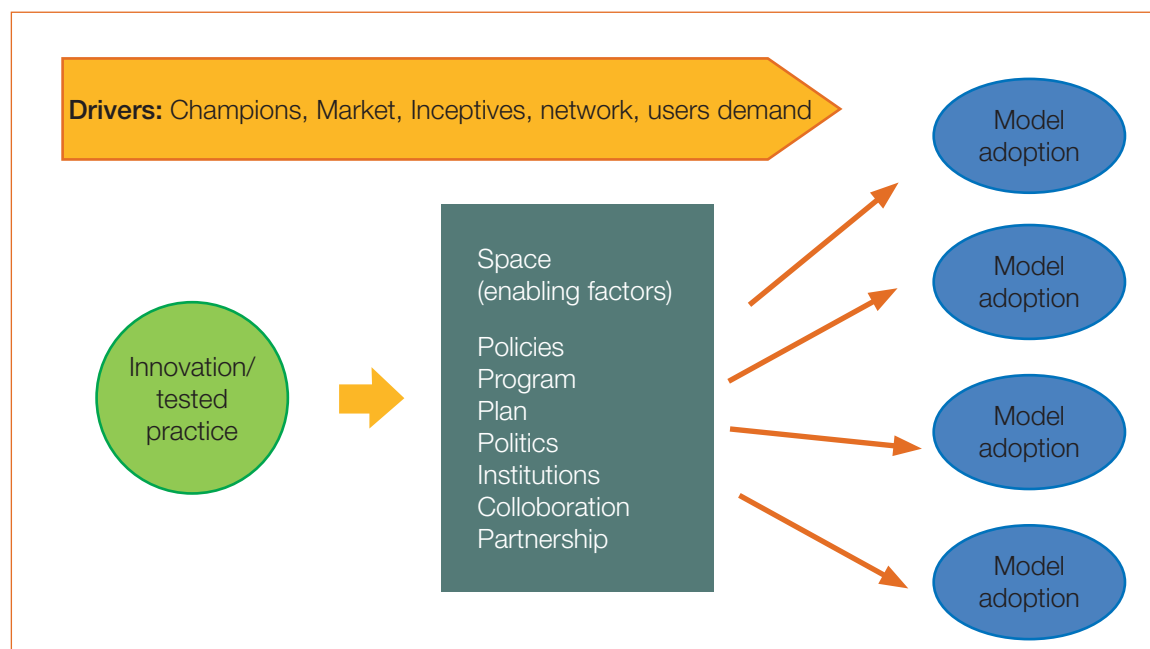 Drivers: Champions, Market, Inceptives, network, users demand
Innovation/
tested
practice
Space
(enabling factors)
Policies
Program
Plan
Politics
Institutions
Colloboration
Partnership
Model
adoption
Model
adoption
Model
adoption
Model
adoption